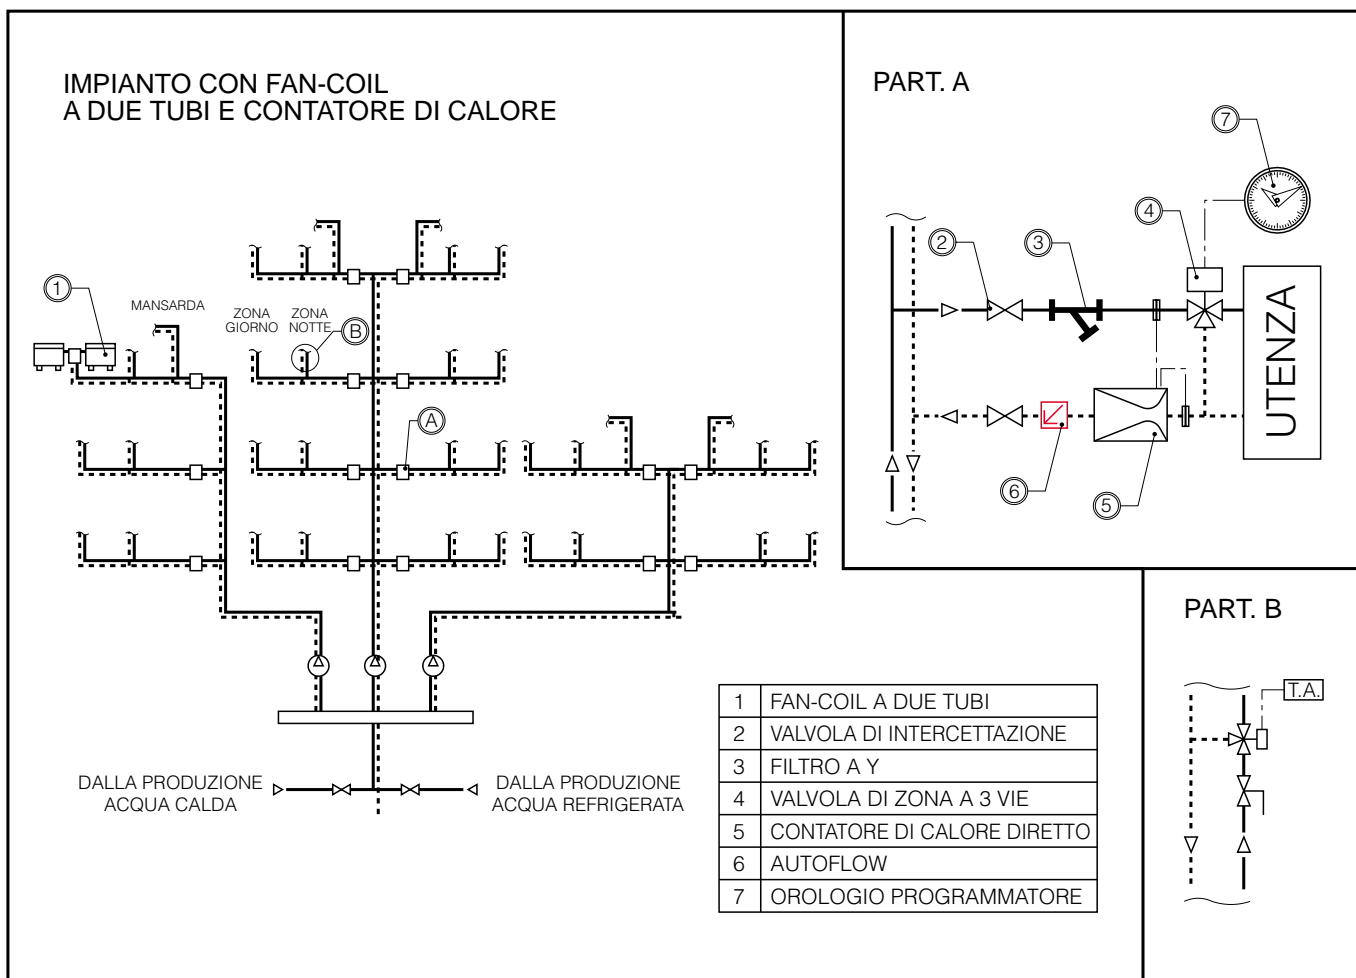 IMPIANTO CON FAN-COIL
A DUE TUBI E CONTATORE DI CALORE
1
MANSARDA
ZONA
GIORNO
ZONA
NOTTE
B
A
DALLA PRODUZIONE
ACQUA CALDA
DALLA PRODUZIONE
ACQUA REFRIGERATA
PART. A
7
4
2
3
UTENZA
6
5
PART. B
T.A.
1 FAN-COIL A DUE TUBI
2 VALVOLA DI INTERCETTAZIONE
3 FILTRO A Y
4 VALVOLA DI ZONA A 3 VIE
5 CONTATORE DI CALORE DIRETTO
6 AUTOFLOW
7 OROLOGIO PROGRAMMATORE